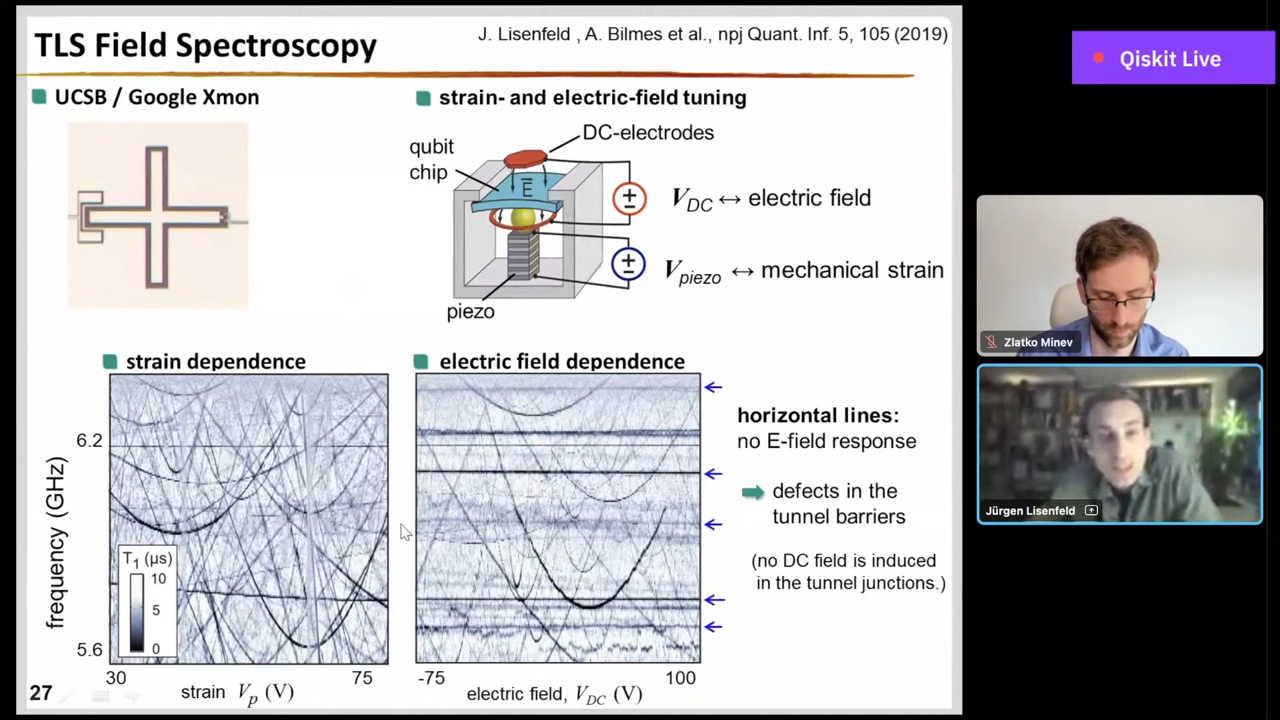 TLS Field Spectroscopy
J. Lisenfeld , A. Bilmes et al., npj Quant. Inf. 5, 105 (2019)
Qiskit Live
UCSB / Google Xmon
strain- and electric-field tuning
DC-electrodes
qubit
chip
E
V_DC ↔ electric field
V_piezo ↔ mechanical strain
piezo
Zlatko Minev
Jürgen Lisenfeld
strain dependence
electric field dependence
frequency (GHz)
6.2
5.6
T₁ (µs)
10
5
0
30
75
strain V_p (V)
-75
100
electric field, V_DC (V)
horizontal lines:
no E-field response
defects in the
tunnel barriers
(no DC field is induced
in the tunnel junctions.)
27